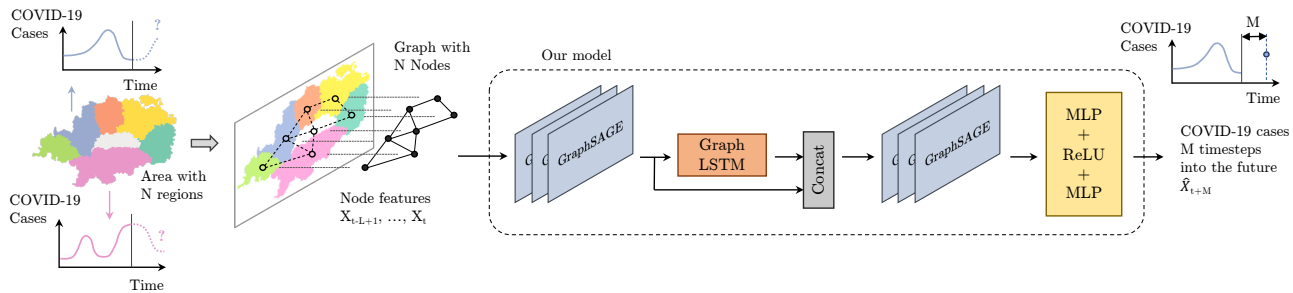 COVID-19
Cases
?
Time
Area with
N regions
COVID-19
Cases
?
Time
Graph with
N Nodes
Node features
X_{t-L+1}, ..., X_t
Our model
G
G
GraphSAGE
Graph
LSTM
Concat
G
G
GraphSAGE
MLP
+
ReLU
+
MLP
COVID-19
Cases
M
Time
COVID-19 cases
M timesteps
into the future
X̂_{t+M}